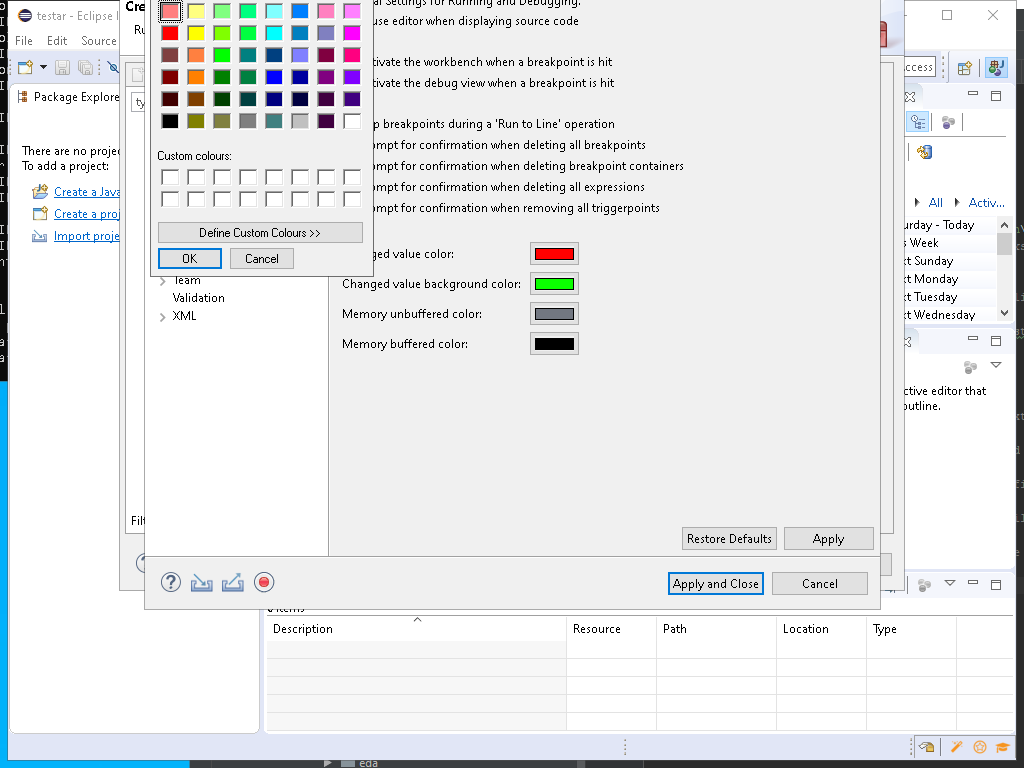 testar - Eclipse
Cre
al Settings for Running and Debugging.
use editor when displaying source code
File Edit Source
Ru
tivate the workbench when a breakpoint is hit
ccess
tivate the debug view when a breakpoint is hit
Package Explore
ty
p breakpoints during a 'Run to Line' operation
ompt for confirmation when deleting all breakpoints
There are no projec
To add a project:
Custom colours:
ompt for confirmation when deleting breakpoint containers
ompt for confirmation when deleting all expressions
Create a Java
ompt for confirmation when removing all triggerpoints
All Activ...
Create a proj
Import proje
Define Custom Colours >>
OK Cancel
urday - Today
s Week
xt Sunday
xt Monday
xt Tuesday
xt Wednesday
ged value color:
Team
Changed value background color:
Validation
Memory unbuffered color:
XML
Memory buffered color:
ctive editor that
outline.
Filt
Restore Defaults Apply
Apply and Close Cancel
items
Description Resource Path Location Type
eda